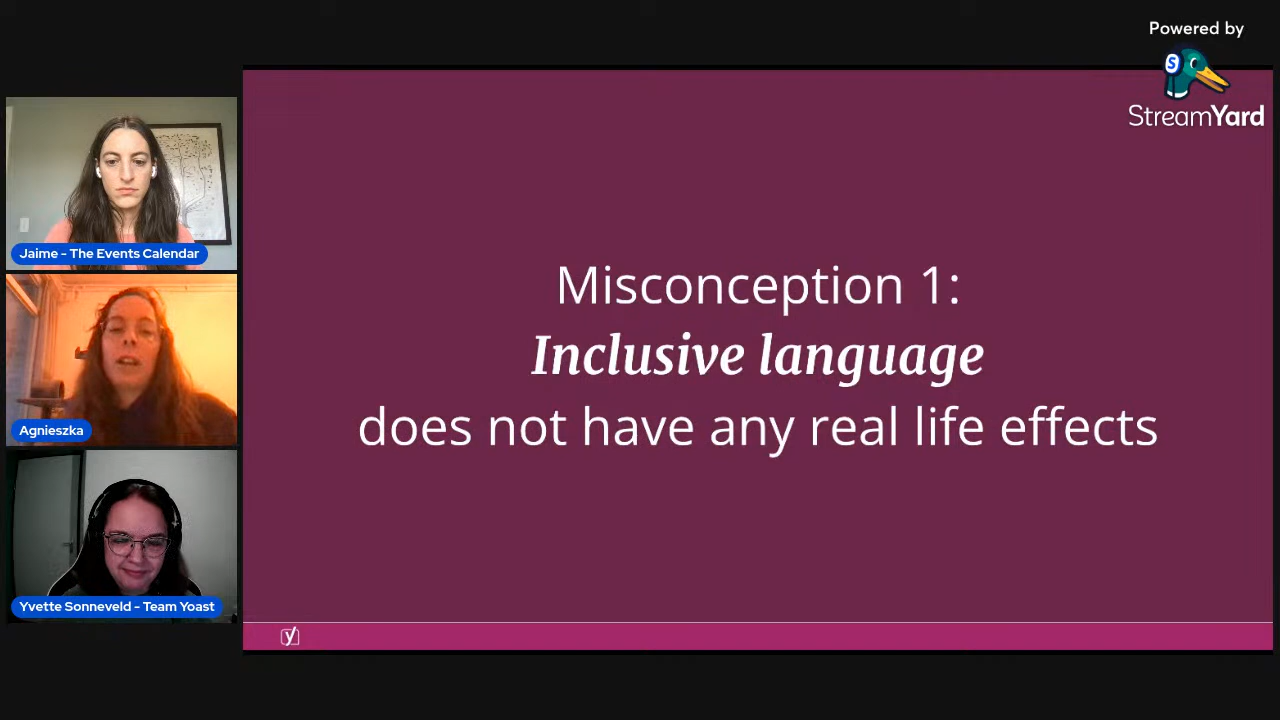 Powered by
StreamYard
Jaime - The Events Calendar
Agnieszka
Yvette Sonneveld - Team Yoast
Misconception 1:
Inclusive language
does not have any real life effects
y